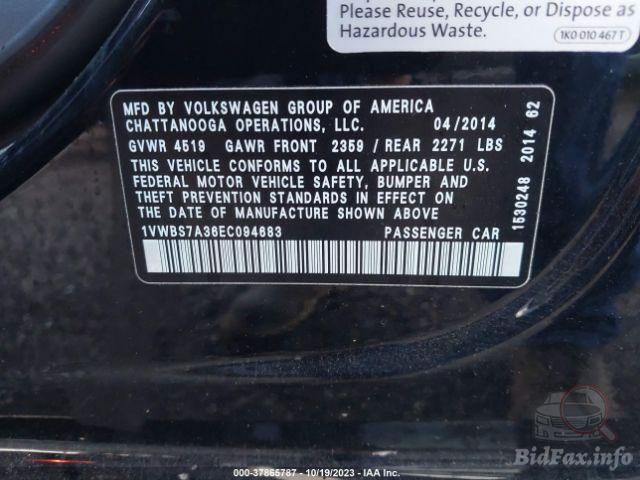 Please Reuse, Recycle, or Dispose as
Hazardous Waste.
1K0 010 467 T
MFD BY VOLKSWAGEN GROUP OF AMERICA
CHATTANOOGA OPERATIONS, LLC. 04/2014
GVWR 4519 GAWR FRONT 2359 / REAR 2271 LBS
THIS VEHICLE CONFORMS TO ALL APPLICABLE U.S.
FEDERAL MOTOR VEHICLE SAFETY, BUMPER AND
THEFT PREVENTION STANDARDS IN EFFECT ON
THE DATE OF MANUFACTURE SHOWN ABOVE
1VWBS7A36EC094683 PASSENGER CAR
1530248 2014 62
BidFax.info
© - 37865787 - 10/19/2023 - IAA Inc.